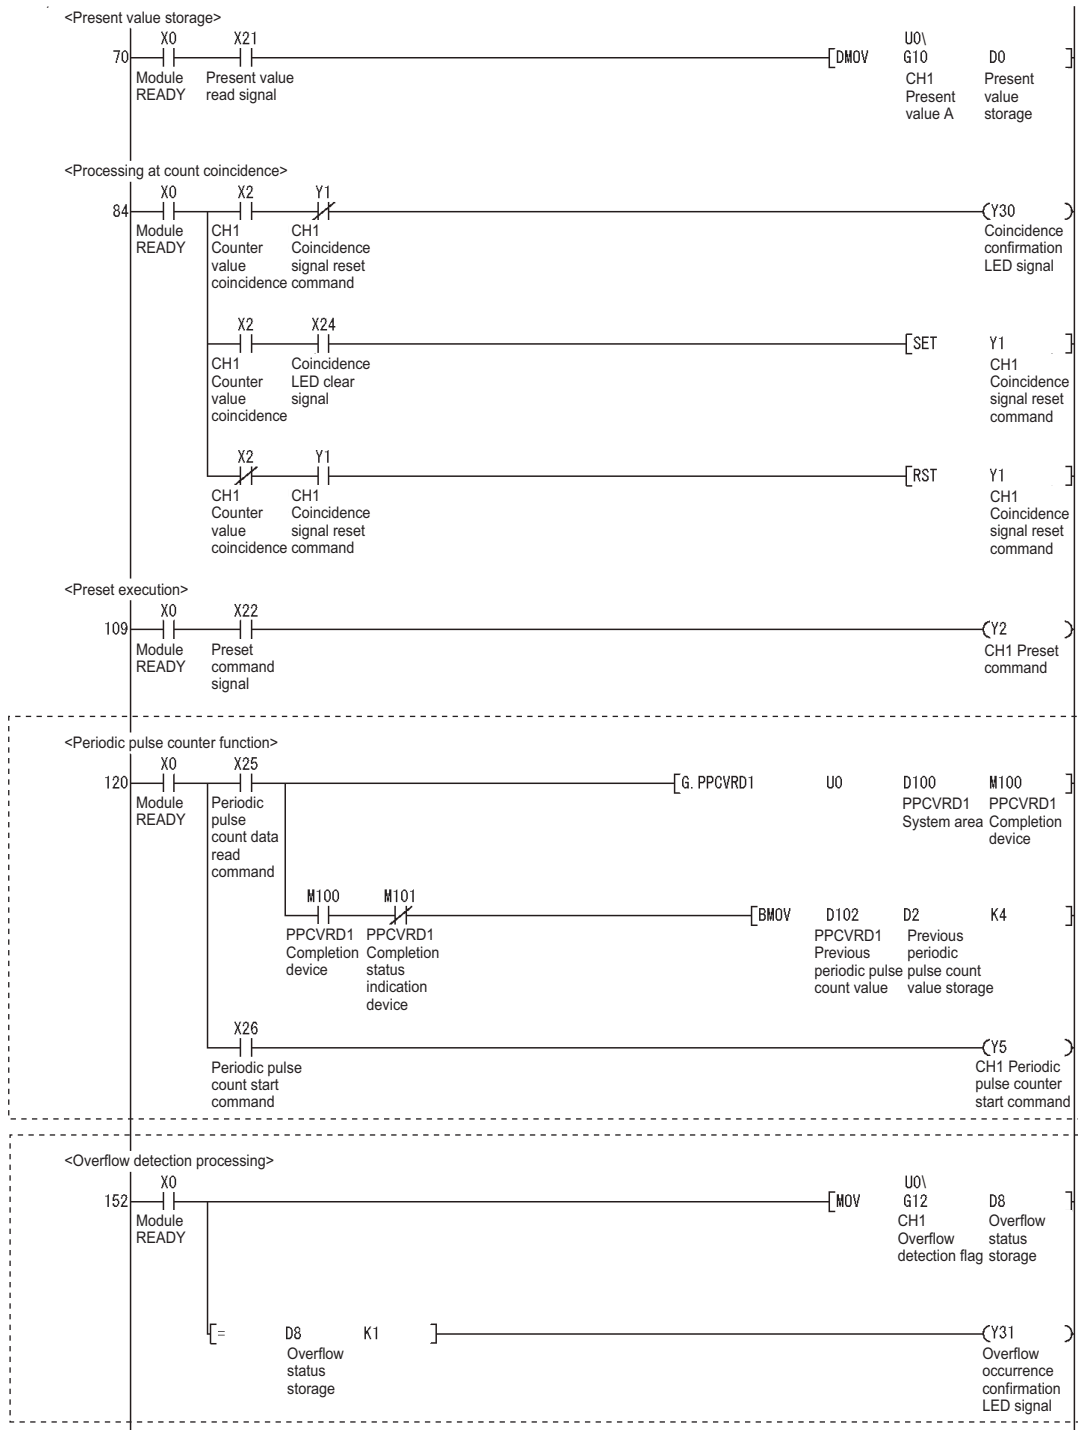 <Present value storage>
X0 X21 U0\
70 [DMOV G10 D0 ]
Module Present value CH1 Present
READY read signal Present value
value A storage
<Processing at count coincidence>
X0 X2 Y1
84 (Y30 )
Module CH1 CH1 Coincidence
READY Counter Coincidence confirmation
value signal reset LED signal
coincidence command
X2 X24
[SET Y1 ]
CH1 Coincidence CH1
Counter LED clear Coincidence
value signal signal reset
coincidence command
X2 Y1
[RST Y1 ]
CH1 CH1 CH1
Counter Coincidence Coincidence
value signal reset signal reset
coincidence command command
<Preset execution>
X0 X22
109 (Y2 )
Module Preset CH1 Preset
READY command command
signal
<Periodic pulse counter function>
X0 X25
120 [G.PPCVRD1 U0 D100 M100 ]
Module Periodic PPCVRD1 PPCVRD1
READY pulse System area Completion
count data device
read
command
M100 M101
[BMOV D102 D2 K4 ]
PPCVRD1 PPCVRD1 PPCVRD1 Previous
Completion Completion Previous periodic
device status periodic pulse pulse count
indication count value value storage
device
X26
(Y5 )
Periodic pulse CH1 Periodic
count start pulse counter
command start command
<Overflow detection processing>
X0 U0\
152 [MOV G12 D8 ]
Module CH1 Overflow
READY Overflow status
detection flag storage
[= D8 K1 ] (Y31 )
Overflow Overflow
status occurrence
storage confirmation
LED signal